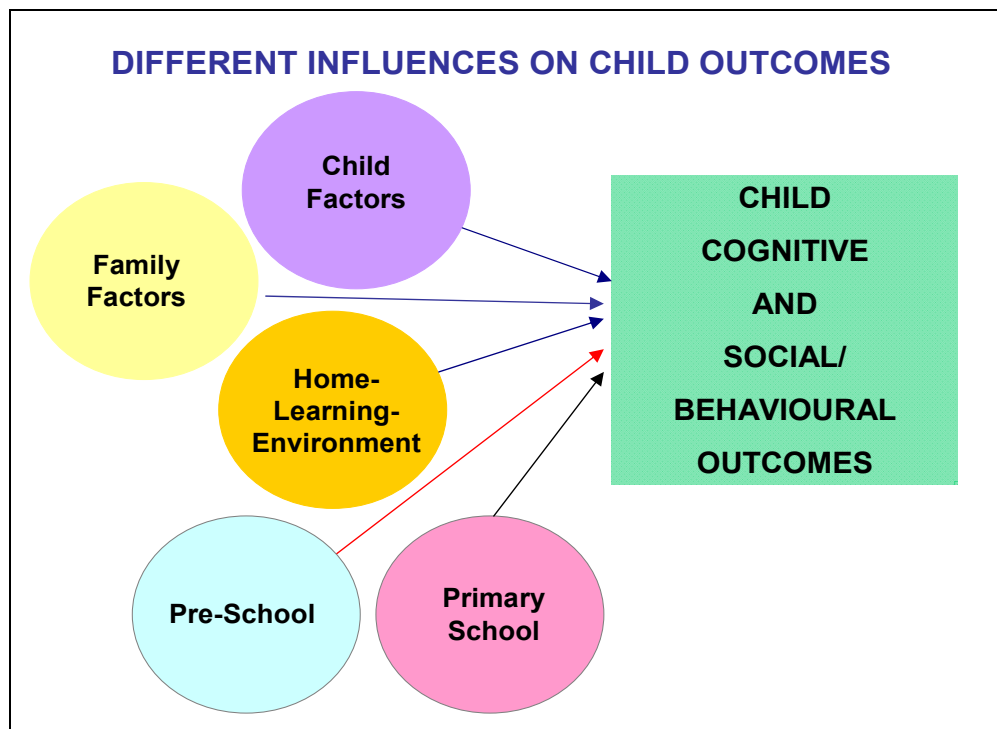 DIFFERENT INFLUENCES ON CHILD OUTCOMES
Child
Factors
Family
Factors
Home-
Learning-
Environment
Pre-School
Primary
School
CHILD
COGNITIVE
AND
SOCIAL/
BEHAVIOURAL
OUTCOMES